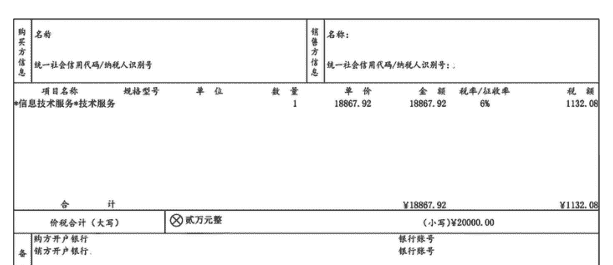 购买方信息
名称
统一社会信用代码/纳税人识别号
销售方信息
名称:
统一社会信用代码/纳税人识别号:.
项目名称 规格型号 单 位 数 量 单 价 金 额 税率/征收率 税 额
*信息技术服务*技术服务 1 18867.92 18867.92 6% 1132.08
合 计 ¥18867.92 ¥1132.08
价税合计(大写) ⊗贰万元整 (小写)¥20000.00
备
购方开户银行 银行账号
销方开户银行 银行账号